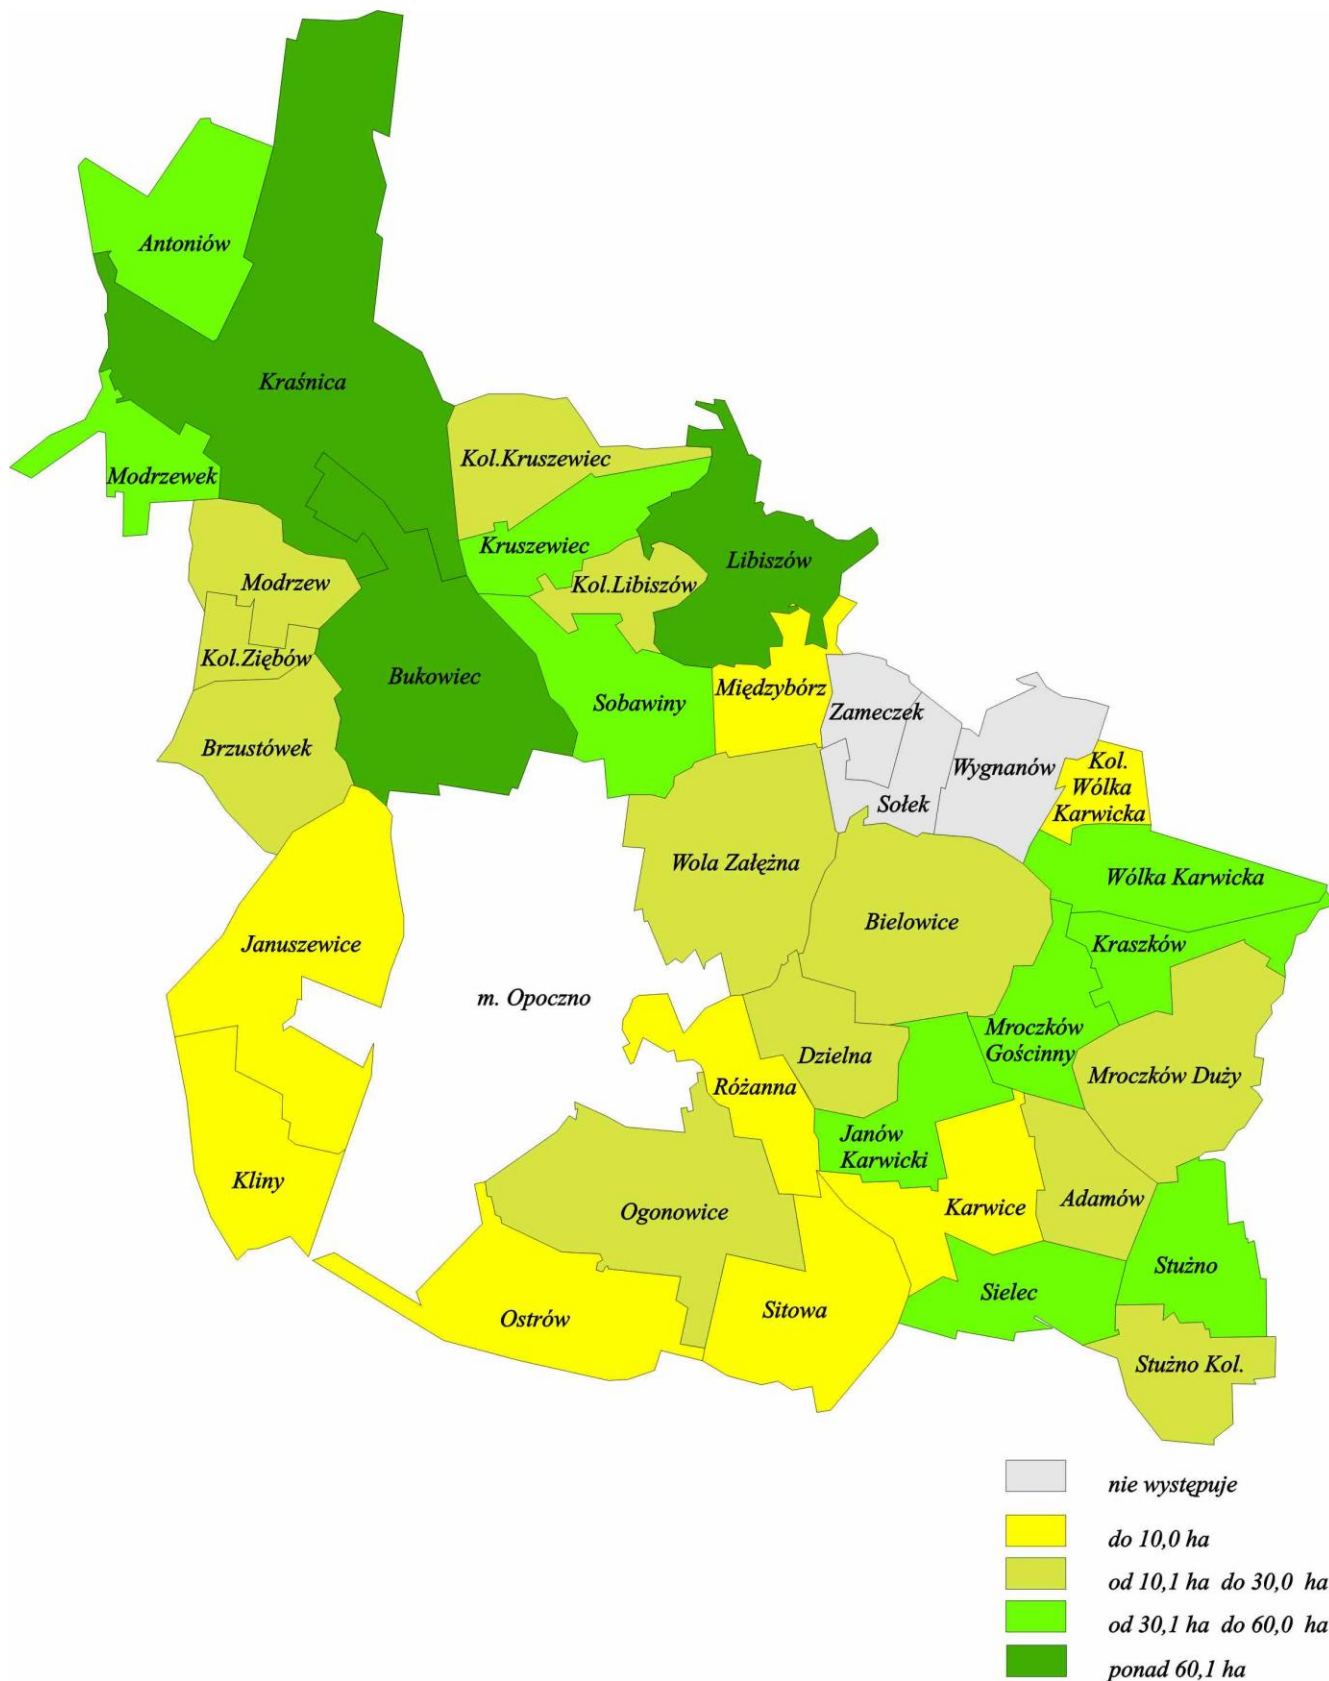 Antoniów
Kraśnica
Modrzewek
Kol.Kruszewiec
Kruszewiec
Libiszów
Kol.Libiszów
Modrzew
Kol.Ziębów
Bukowiec
Sobawiny
Międzybórz
Zameczek
Brzustówek
Wygnanów
Kol.
Wólka
Karwicka
Sołek
Wola Załężna
Wólka Karwicka
Bielowice
Januszewice
Kraszków
m. Opoczno
Mroczków
Gościnny
Dzielna
Mroczków Duży
Różanna
Janów
Karwicki
Kliny
Adamów
Karwice
Ogonowice
Stużno
Sielec
Sitowa
Ostrów
Stużno Kol.
nie występuje
do 10,0 ha
od 10,1 ha do 30,0 ha
od 30,1 ha do 60,0 ha
ponad 60,1 ha